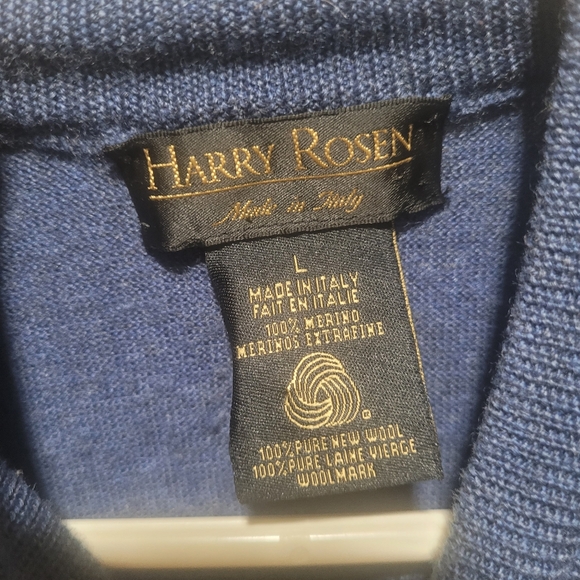 HARRY ROSEN
Made in Italy
L
MADE IN ITALY
FAIT EN ITALIE
100% MERINO
MERINOS EXTRAFINE
100% PURE NEW WOOL
100% PURE LAINE VIERGE
WOOLMARK